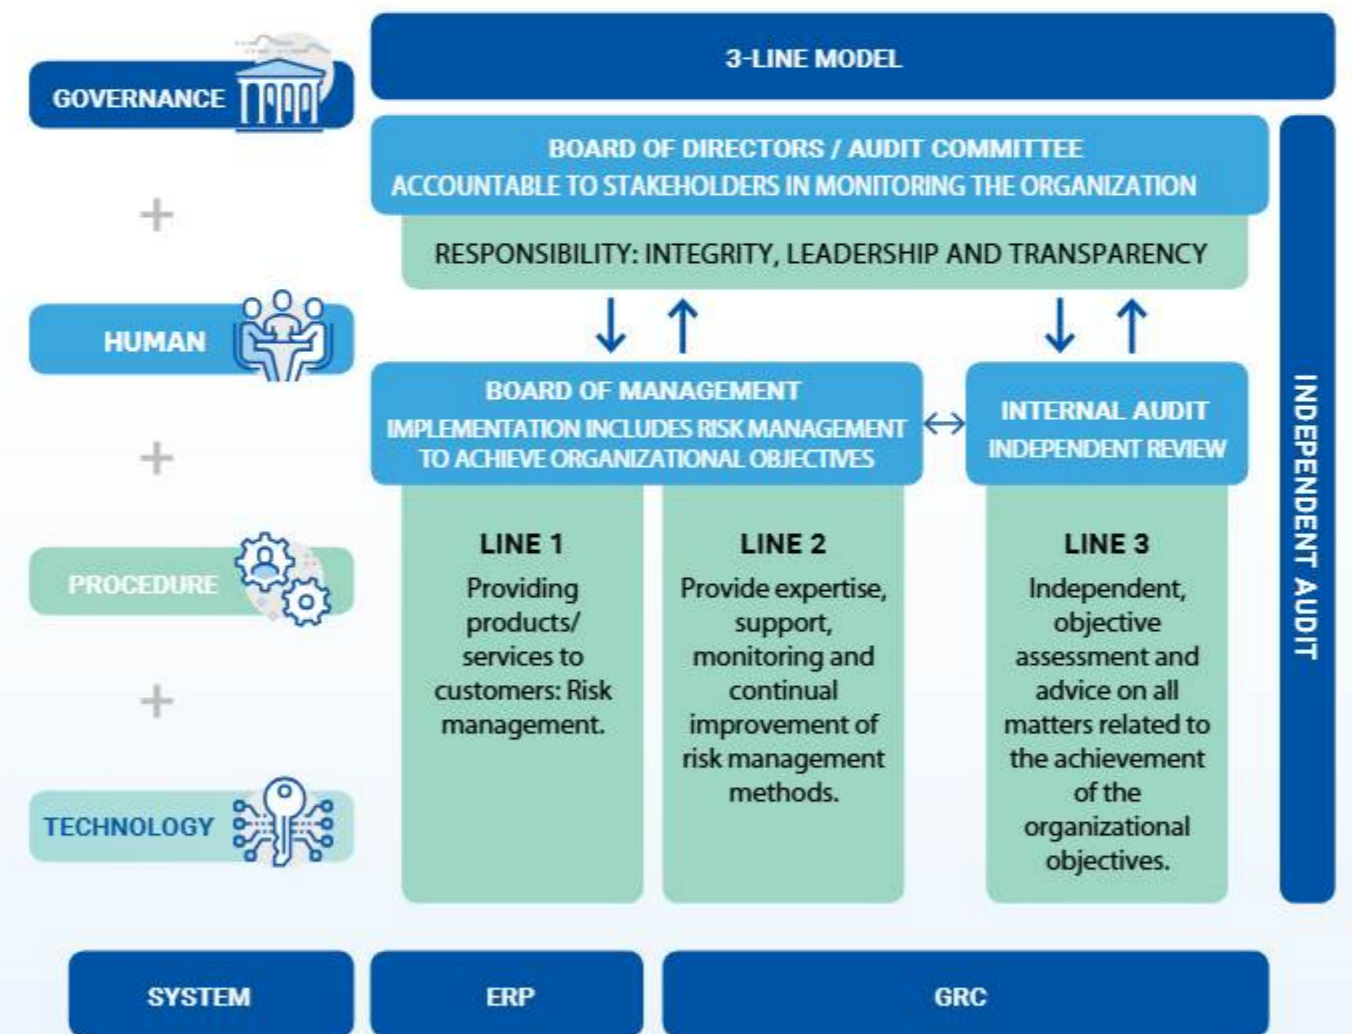 GOVERNANCE
HUMAN
PROCEDURE
TECHNOLOGY
3-LINE MODEL
BOARD OF DIRECTORS / AUDIT COMMITTEE
ACCOUNTABLE TO STAKEHOLDERS IN MONITORING THE ORGANIZATION
RESPONSIBILITY: INTEGRITY, LEADERSHIP AND TRANSPARENCY
BOARD OF MANAGEMENT
IMPLEMENTATION INCLUDES RISK MANAGEMENT
TO ACHIEVE ORGANIZATIONAL OBJECTIVES
INTERNAL AUDIT
INDEPENDENT REVIEW
LINE 1
Providing
products/
services to
customers: Risk
management.
LINE 2
Provide expertise,
support,
monitoring and
continual
improvement of
risk management
methods.
LINE 3
Independent,
objective
assessment and
advice on all
matters related to
the achievement
of the
organizational
objectives.
INDEPENDENT AUDIT
SYSTEM
ERP
GRC